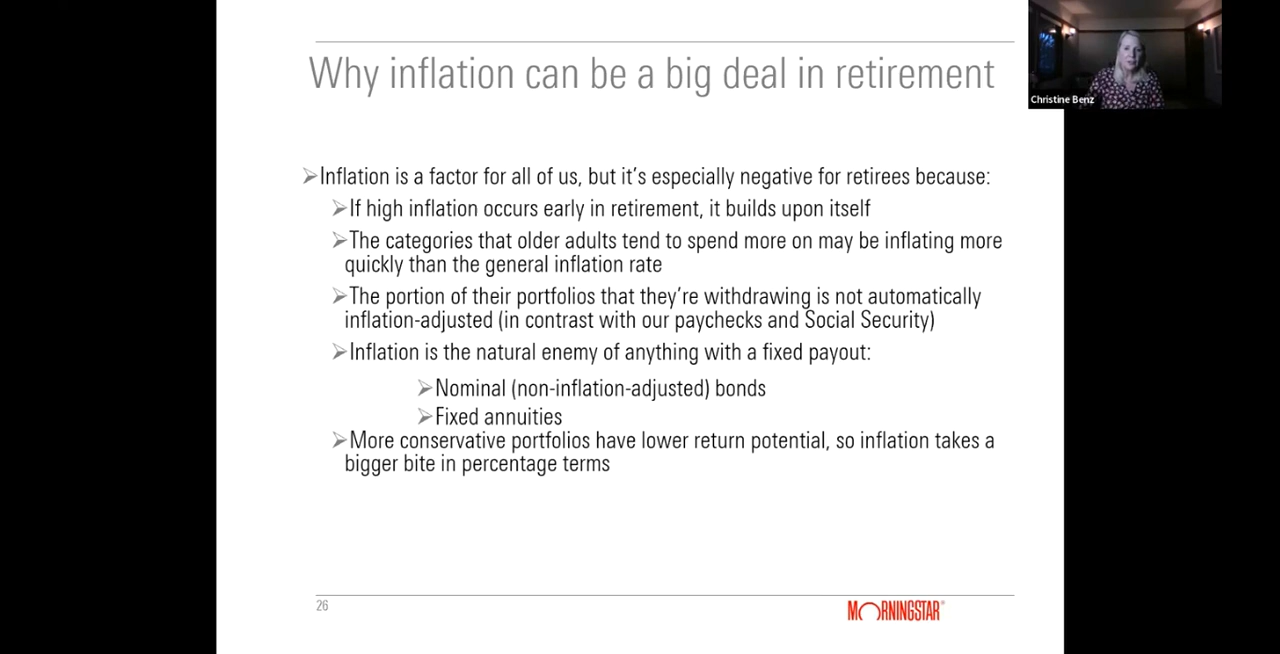 Why inflation can be a big deal in retirement
Christine Benz
➢Inflation is a factor for all of us, but it's especially negative for retirees because:
➢If high inflation occurs early in retirement, it builds upon itself
➢The categories that older adults tend to spend more on may be inflating more
quickly than the general inflation rate
➢The portion of their portfolios that they're withdrawing is not automatically
inflation-adjusted (in contrast with our paychecks and Social Security)
➢Inflation is the natural enemy of anything with a fixed payout:
➢Nominal (non-inflation-adjusted) bonds
➢Fixed annuities
➢More conservative portfolios have lower return potential, so inflation takes a
bigger bite in percentage terms
26
MORNINGSTAR®